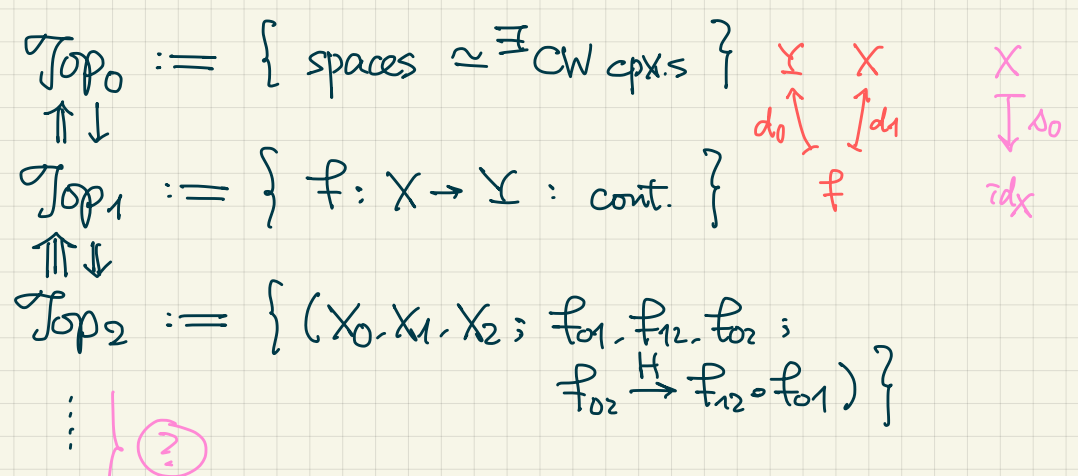 Top₀ := { spaces ≃ ∃CW cpx.s } Y X X
⇈ ↓ d₀ d₁ s₀
Top₁ := { f: X → Y : cont. } f id_X
Top₂ := { (X₀, X₁, X₂ ; f₀₁, f₁₂, f₀₂ ;
f₀₂ →^H f₁₂∘f₀₁) }
⋮ } ?